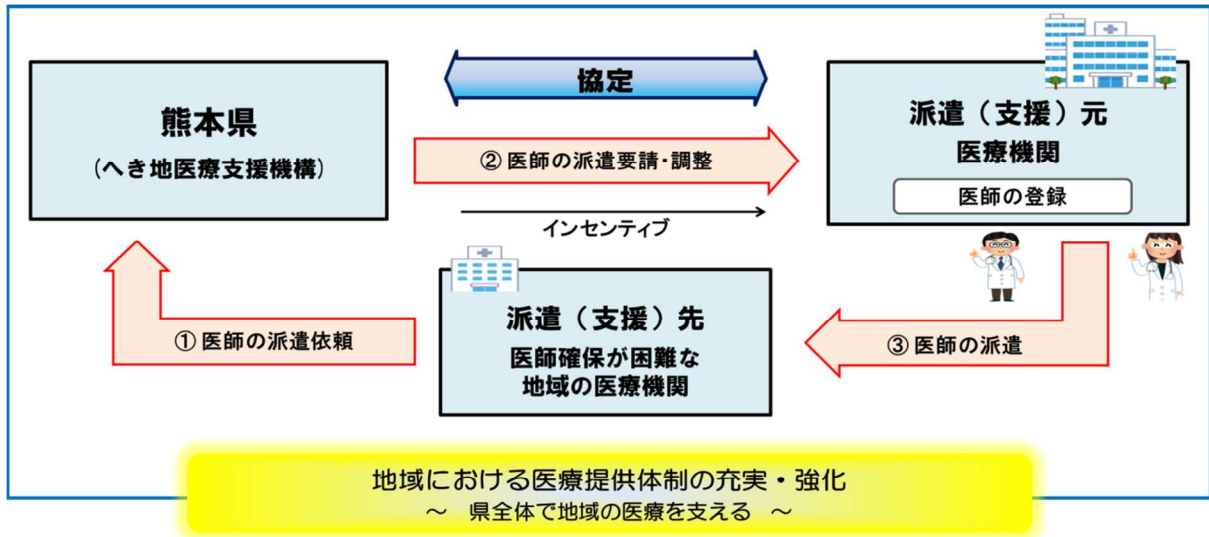 協定
熊本県
(へき地医療支援機構)
派遣（支援）元
医療機関
医師の登録
② 医師の派遣要請・調整
インセンティブ
派遣（支援）先
医師確保が困難な
地域の医療機関
① 医師の派遣依頼
③ 医師の派遣
地域における医療提供体制の充実・強化
～ 県全体で地域の医療を支える ～